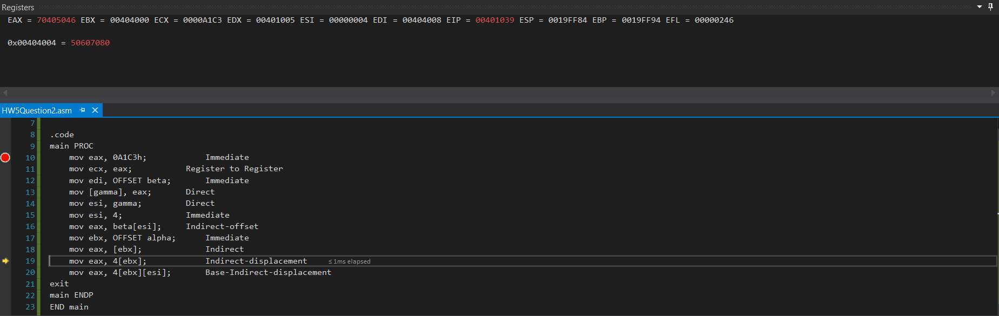 Registers
EAX = 70405046 EBX = 00404000 ECX = 0000A1C3 EDX = 00401005 ESI = 00000004 EDI = 00404008 EIP = 00401039 ESP = 0019FF84 EBP = 0019FF94 EFL = 00000246
0x00404004 = 50607080
HW5Question2.asm
7
8 .code
9 main PROC
10 mov eax, 0A1C3h; Immediate
11 mov ecx, eax; Register to Register
12 mov edi, OFFSET beta; Immediate
13 mov [gamma], eax; Direct
14 mov esi, gamma; Direct
15 mov esi, 4; Immediate
16 mov eax, beta[esi]; Indirect-offset
17 mov ebx, OFFSET alpha; Immediate
18 mov eax, [ebx]; Indirect
19 mov eax, 4[ebx]; Indirect-displacement ≤ 1ms elapsed
20 mov eax, 4[ebx][esi]; Base-Indirect-displacement
21 exit
22 main ENDP
23 END main